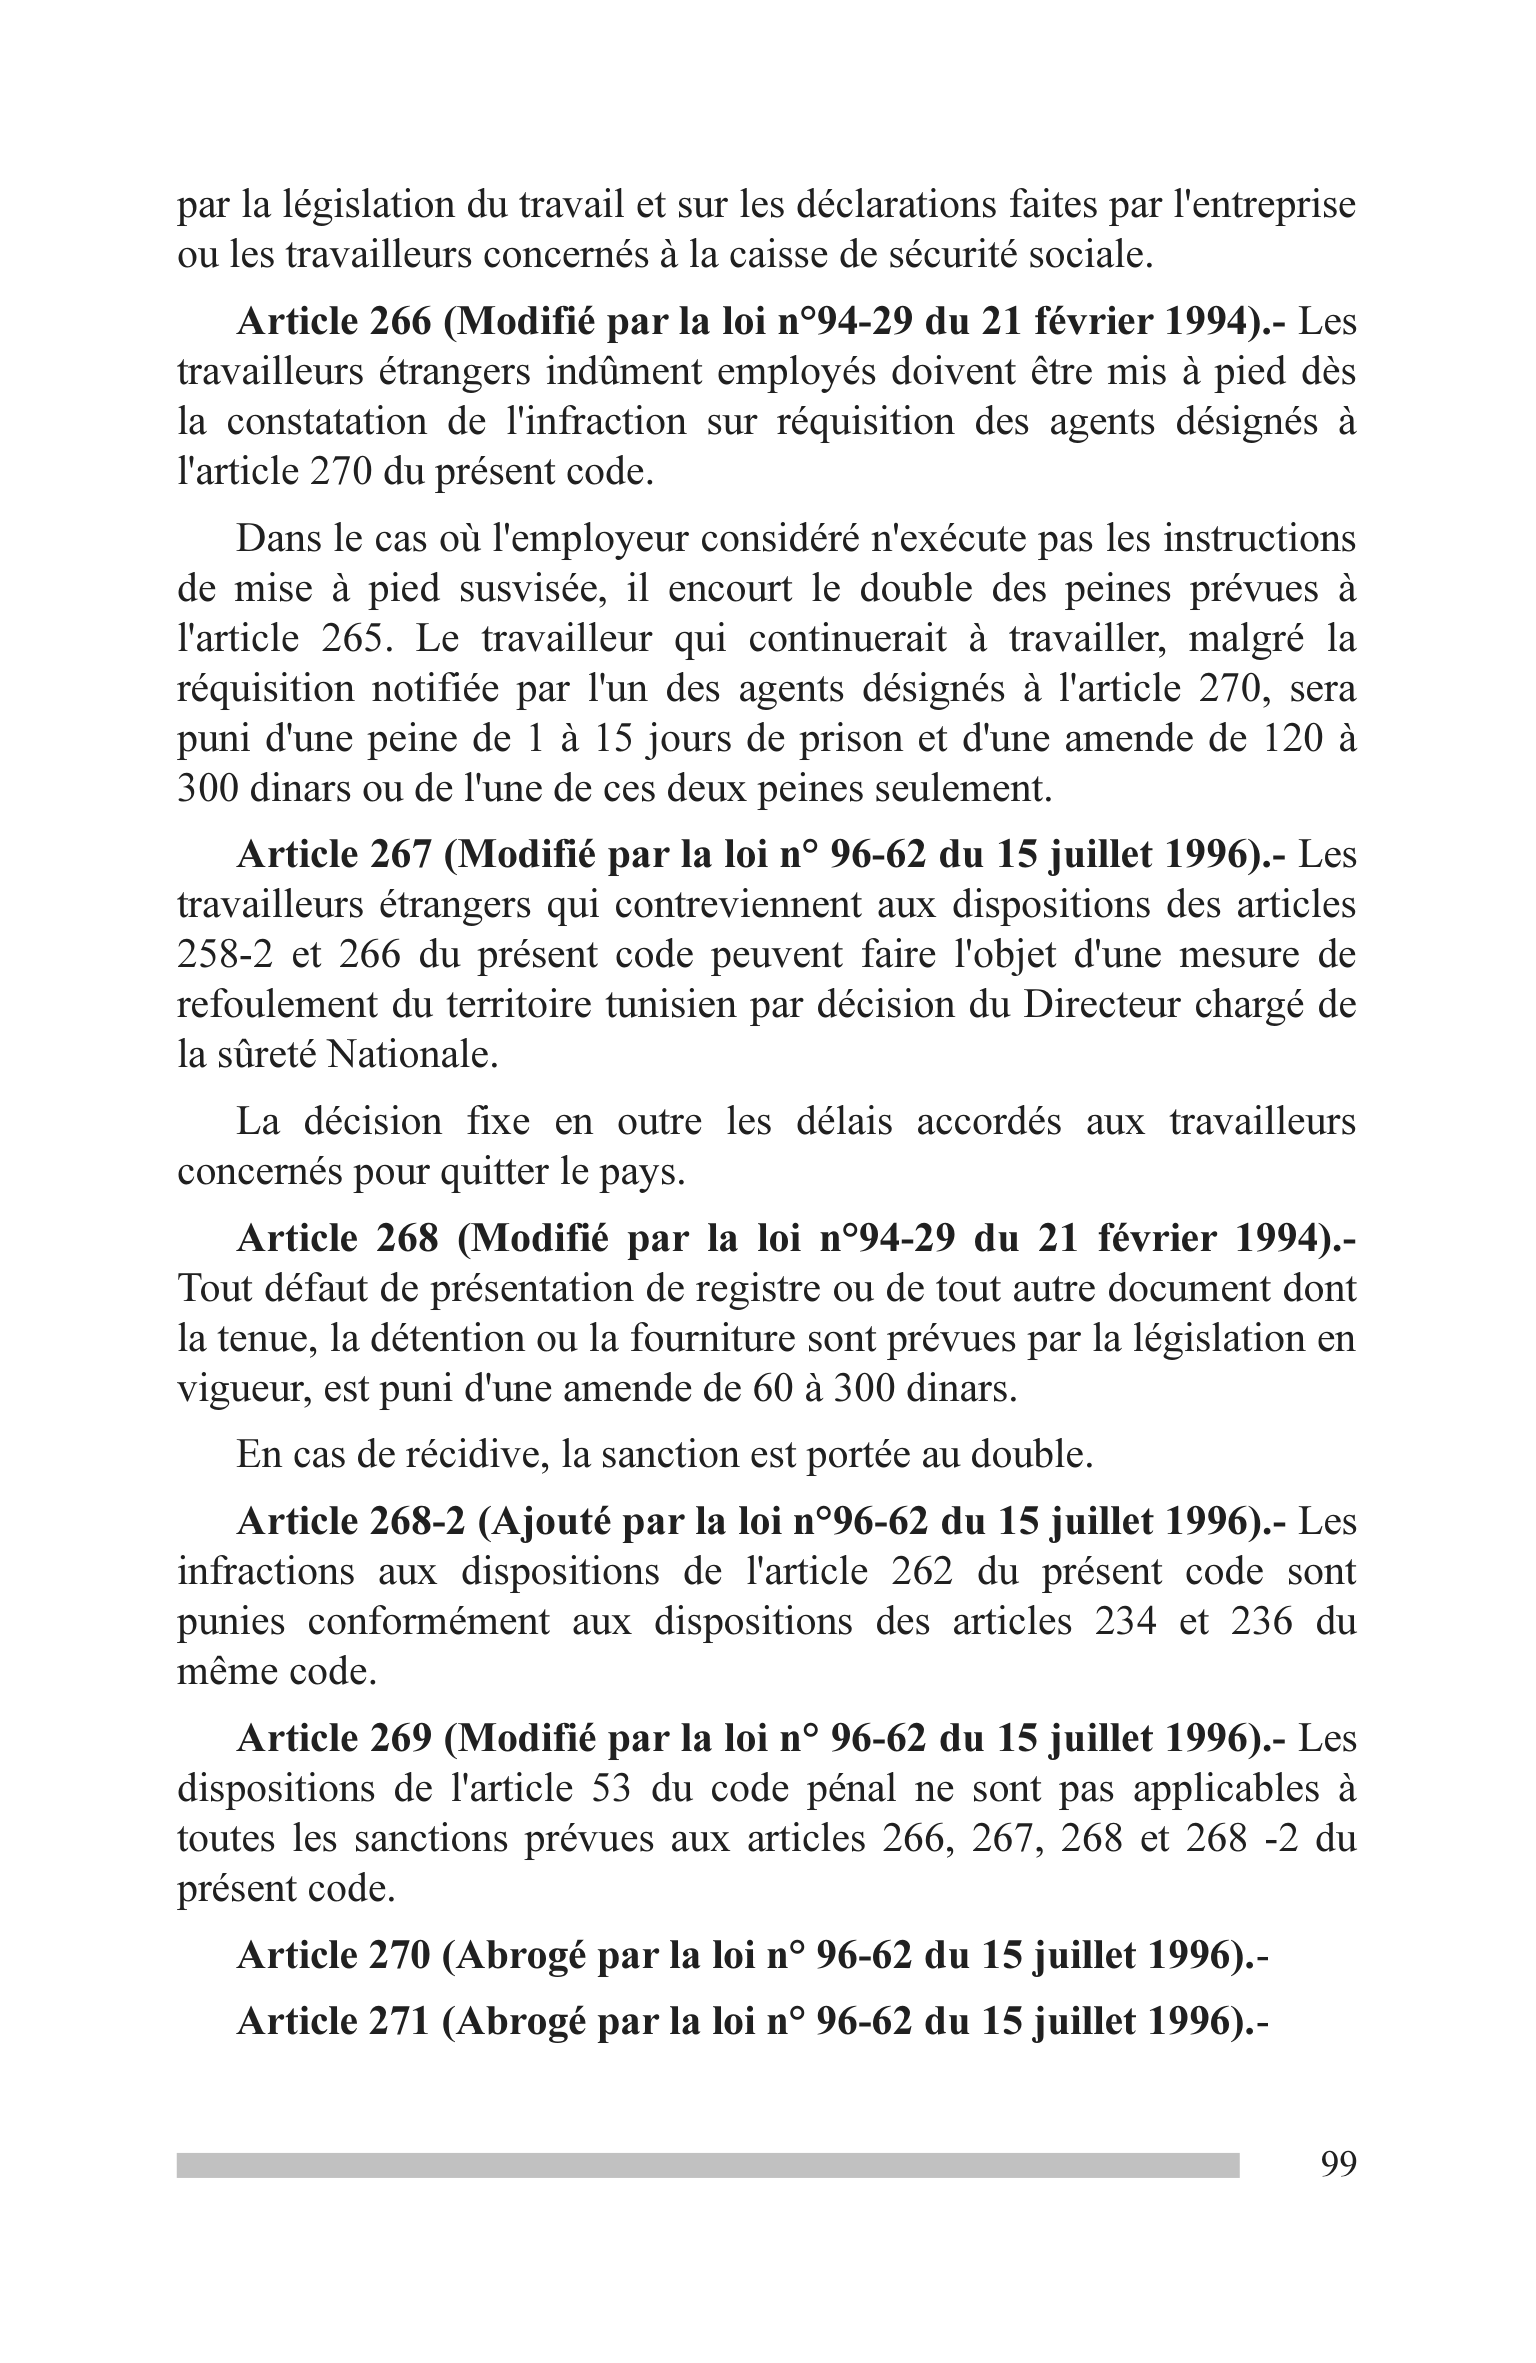 par la législation du travail et sur les déclarations faites par l'entreprise
ou les travailleurs concernés à la caisse de sécurité sociale.
Article 266 (Modifié par la loi n°94-29 du 21 février 1994).- Les
travailleurs étrangers indûment employés doivent être mis à pied dès
la constatation de l'infraction sur réquisition des agents désignés à
l'article 270 du présent code.
Dans le cas où l'employeur considéré n'exécute pas les instructions
de mise à pied susvisée, il encourt le double des peines prévues à
l'article 265. Le travailleur qui continuerait à travailler, malgré la
réquisition notifiée par l'un des agents désignés à l'article 270, sera
puni d'une peine de 1 à 15 jours de prison et d'une amende de 120 à
300 dinars ou de l'une de ces deux peines seulement.
Article 267 (Modifié par la loi n° 96-62 du 15 juillet 1996).- Les
travailleurs étrangers qui contreviennent aux dispositions des articles
258-2 et 266 du présent code peuvent faire l'objet d'une mesure de
refoulement du territoire tunisien par décision du Directeur chargé de
la sûreté Nationale.
La décision fixe en outre les délais accordés aux travailleurs
concernés pour quitter le pays.
Article 268 (Modifié par la loi n°94-29 du 21 février 1994).-
Tout défaut de présentation de registre ou de tout autre document dont
la tenue, la détention ou la fourniture sont prévues par la législation en
vigueur, est puni d'une amende de 60 à 300 dinars.
En cas de récidive, la sanction est portée au double.
Article 268-2 (Ajouté par la loi n°96-62 du 15 juillet 1996).- Les
infractions aux dispositions de l'article 262 du présent code sont
punies conformément aux dispositions des articles 234 et 236 du
même code.
Article 269 (Modifié par la loi n° 96-62 du 15 juillet 1996).- Les
dispositions de l'article 53 du code pénal ne sont pas applicables à
toutes les sanctions prévues aux articles 266, 267, 268 et 268 -2 du
présent code.
Article 270 (Abrogé par la loi n° 96-62 du 15 juillet 1996).-
Article 271 (Abrogé par la loi n° 96-62 du 15 juillet 1996).-
99